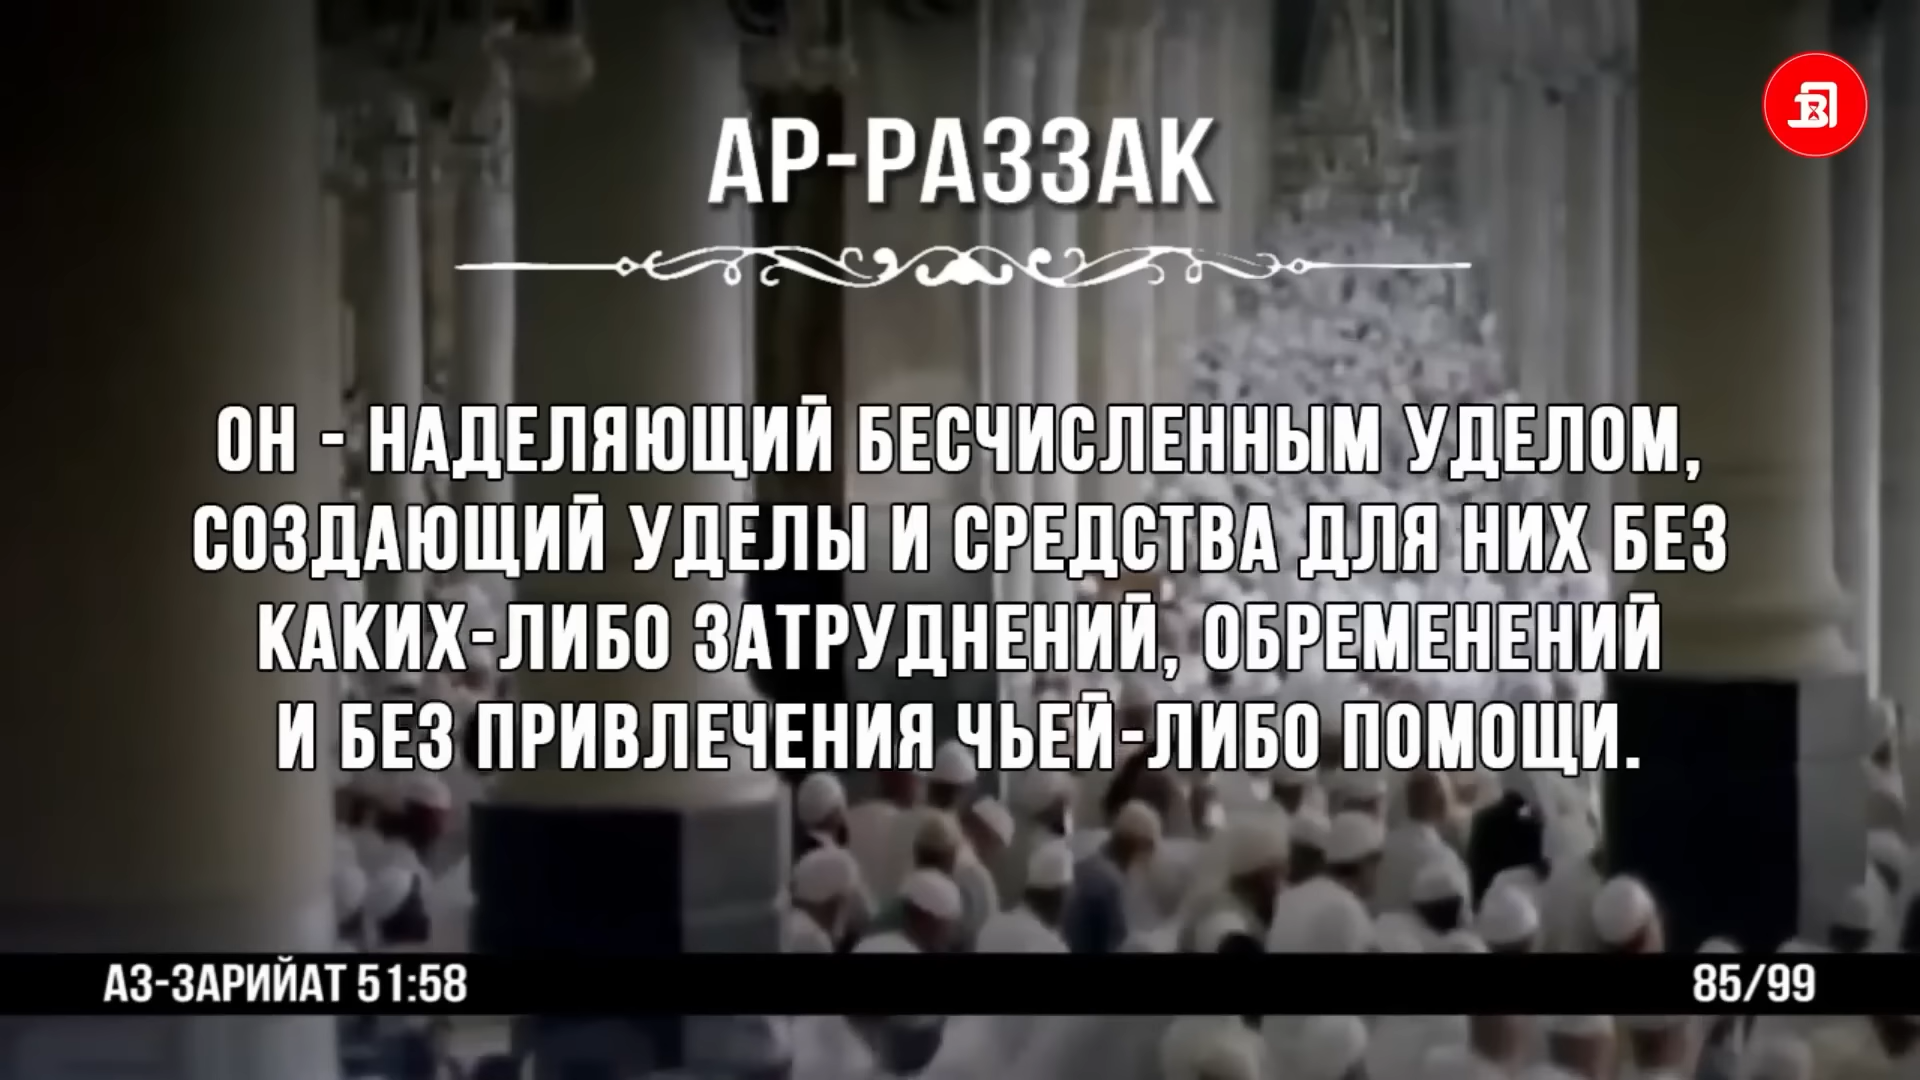 АР-РАЗЗАК
ОН - НАДЕЛЯЮЩИЙ БЕСЧИСЛЕННЫМ УДЕЛОМ,
СОЗДАЮЩИЙ УДЕЛЫ И СРЕДСТВА ДЛЯ НИХ БЕЗ
КАКИХ-ЛИБО ЗАТРУДНЕНИЙ, ОБРЕМЕНЕНИЙ
И БЕЗ ПРИВЛЕЧЕНИЯ ЧЬЕЙ-ЛИБО ПОМОЩИ.
АЗ-ЗАРИЙАТ 51:58
85/99